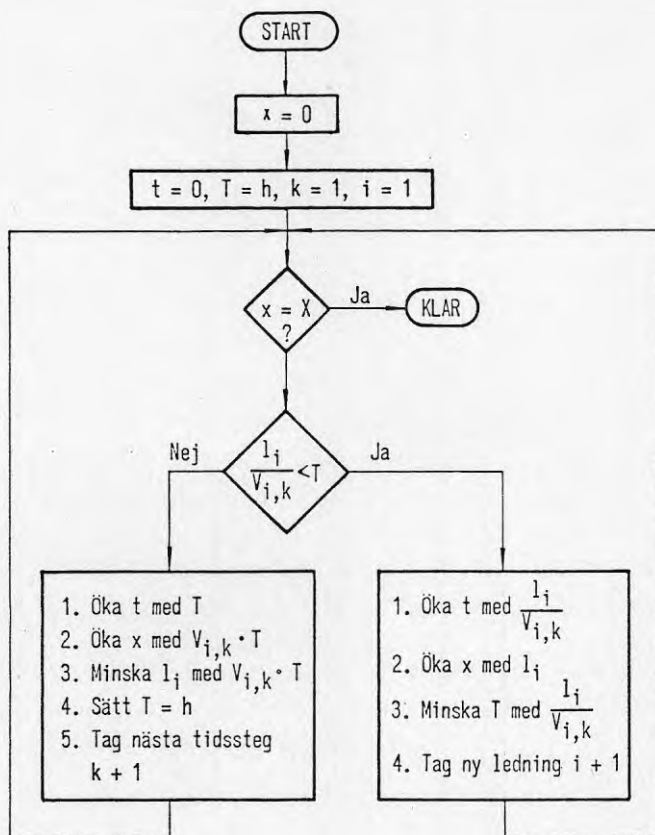 START
x = 0
t = 0, T = h, k = 1, i = 1
x = X
?
Ja
KLAR
Nej
l_i / V_i,k < T
Ja
1. Öka t med T
2. Öka x med V_i,k · T
3. Minska l_i med V_i,k · T
4. Sätt T = h
5. Tag nästa tidssteg
k + 1
1. Öka t med l_i / V_i,k
2. Öka x med l_i
3. Minska T med l_i / V_i,k
4. Tag ny ledning i + 1